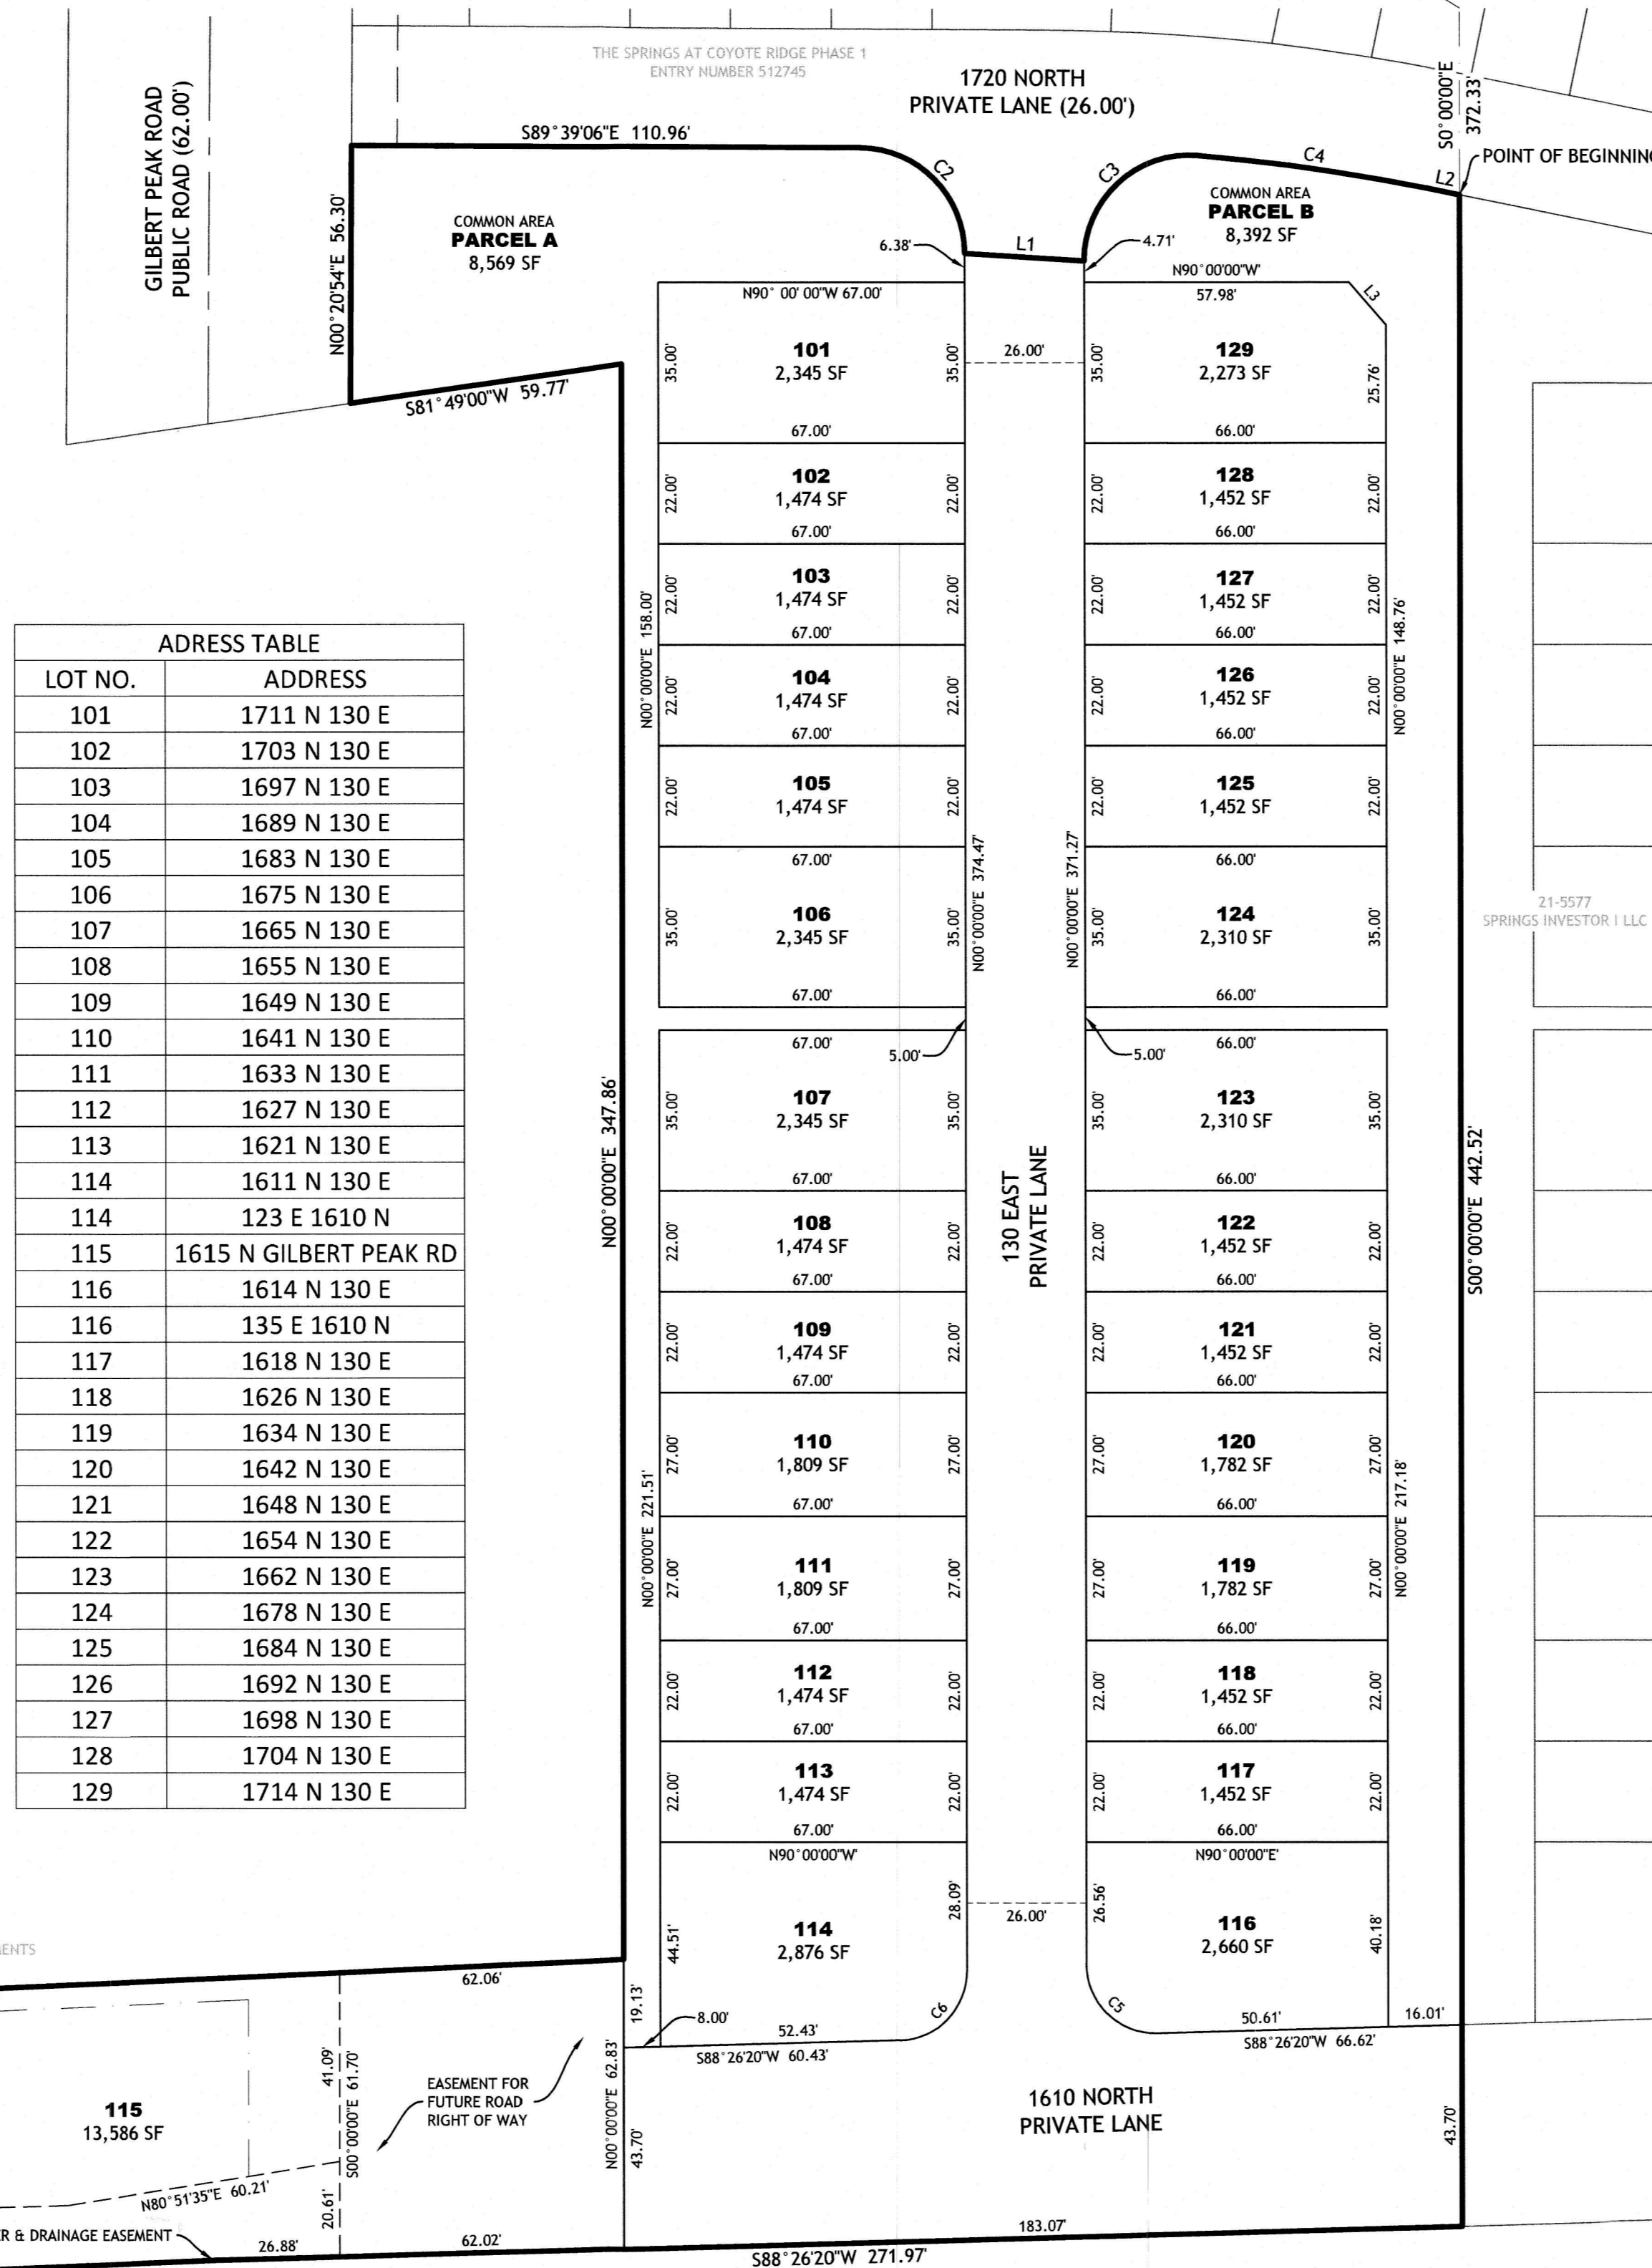 THE SPRINGS AT COYOTE RIDGE PHASE 1
ENTRY NUMBER 512745
1720 NORTH
PRIVATE LANE (26.00')
GILBERT PEAK ROAD
PUBLIC ROAD (62.00')
S0°00'00"E
372.33'
POINT OF BEGINNING
S89°39'06"E 110.96'
C2
C3
C4
L2
N00°20'54"E 56.30'
COMMON AREA
PARCEL A
8,569 SF
COMMON AREA
PARCEL B
8,392 SF
6.38'
L1
4.71'
S81°49'00"W 59.77'
N90° 00' 00"W 67.00'
N90°00'00"W
57.98'
L3
35.00'
101
2,345 SF
35.00'
67.00'
26.00'
35.00'
129
2,273 SF
25.76'
66.00'
22.00'
102
1,474 SF
22.00'
67.00'
22.00'
128
1,452 SF
22.00'
66.00'
22.00'
103
1,474 SF
22.00'
67.00'
22.00'
127
1,452 SF
22.00'
66.00'
N00°00'00"E 158.00'
N00°00'00"E 148.76'
22.00'
104
1,474 SF
22.00'
67.00'
22.00'
126
1,452 SF
22.00'
66.00'
22.00'
105
1,474 SF
22.00'
67.00'
22.00'
125
1,452 SF
22.00'
66.00'
N00°00'00"E 374.47'
N00°00'00"E 371.27'
35.00'
106
2,345 SF
35.00'
67.00'
35.00'
124
2,310 SF
35.00'
66.00'
21-5577
SPRINGS INVESTOR I LLC
67.00'
5.00'
5.00'
66.00'
35.00'
107
2,345 SF
35.00'
67.00'
35.00'
123
2,310 SF
35.00'
66.00'
N00°00'00"E 347.86'
130 EAST
PRIVATE LANE
S00°00'00"E 442.52'
22.00'
108
1,474 SF
22.00'
67.00'
22.00'
122
1,452 SF
22.00'
66.00'
22.00'
109
1,474 SF
22.00'
67.00'
22.00'
121
1,452 SF
22.00'
66.00'
27.00'
110
1,809 SF
27.00'
67.00'
27.00'
120
1,782 SF
27.00'
66.00'
N00°00'00"E 221.51'
N00°00'00"E 217.18'
27.00'
111
1,809 SF
27.00'
67.00'
27.00'
119
1,782 SF
27.00'
66.00'
22.00'
112
1,474 SF
22.00'
67.00'
22.00'
118
1,452 SF
22.00'
66.00'
22.00'
113
1,474 SF
22.00'
67.00'
22.00'
117
1,452 SF
22.00'
66.00'
N90°00'00"W
N90°00'00"E
44.51'
114
2,876 SF
28.09'
26.00'
26.56'
116
2,660 SF
40.18'
C6
C5
52.43'
S88°26'20"W 60.43'
8.00'
19.13'
50.61'
16.01'
S88°26'20"W 66.62'
ADRESS TABLE
LOT NO. ADDRESS
101 1711 N 130 E
102 1703 N 130 E
103 1697 N 130 E
104 1689 N 130 E
105 1683 N 130 E
106 1675 N 130 E
107 1665 N 130 E
108 1655 N 130 E
109 1649 N 130 E
110 1641 N 130 E
111 1633 N 130 E
112 1627 N 130 E
113 1621 N 130 E
114 1611 N 130 E
114 123 E 1610 N
115 1615 N GILBERT PEAK RD
116 1614 N 130 E
116 135 E 1610 N
117 1618 N 130 E
118 1626 N 130 E
119 1634 N 130 E
120 1642 N 130 E
121 1648 N 130 E
122 1654 N 130 E
123 1662 N 130 E
124 1678 N 130 E
125 1684 N 130 E
126 1692 N 130 E
127 1698 N 130 E
128 1704 N 130 E
129 1714 N 130 E
ENTS
62.06'
41.09'
S00°00'00"E 61.70'
EASEMENT FOR
FUTURE ROAD
RIGHT OF WAY
N00°00'00"E 62.83'
43.70'
1610 NORTH
PRIVATE LANE
43.70'
115
13,586 SF
N80°51'35"E 60.21'
20.61'
R & DRAINAGE EASEMENT
26.88'
62.02'
183.07'
S88°26'20"W 271.97'